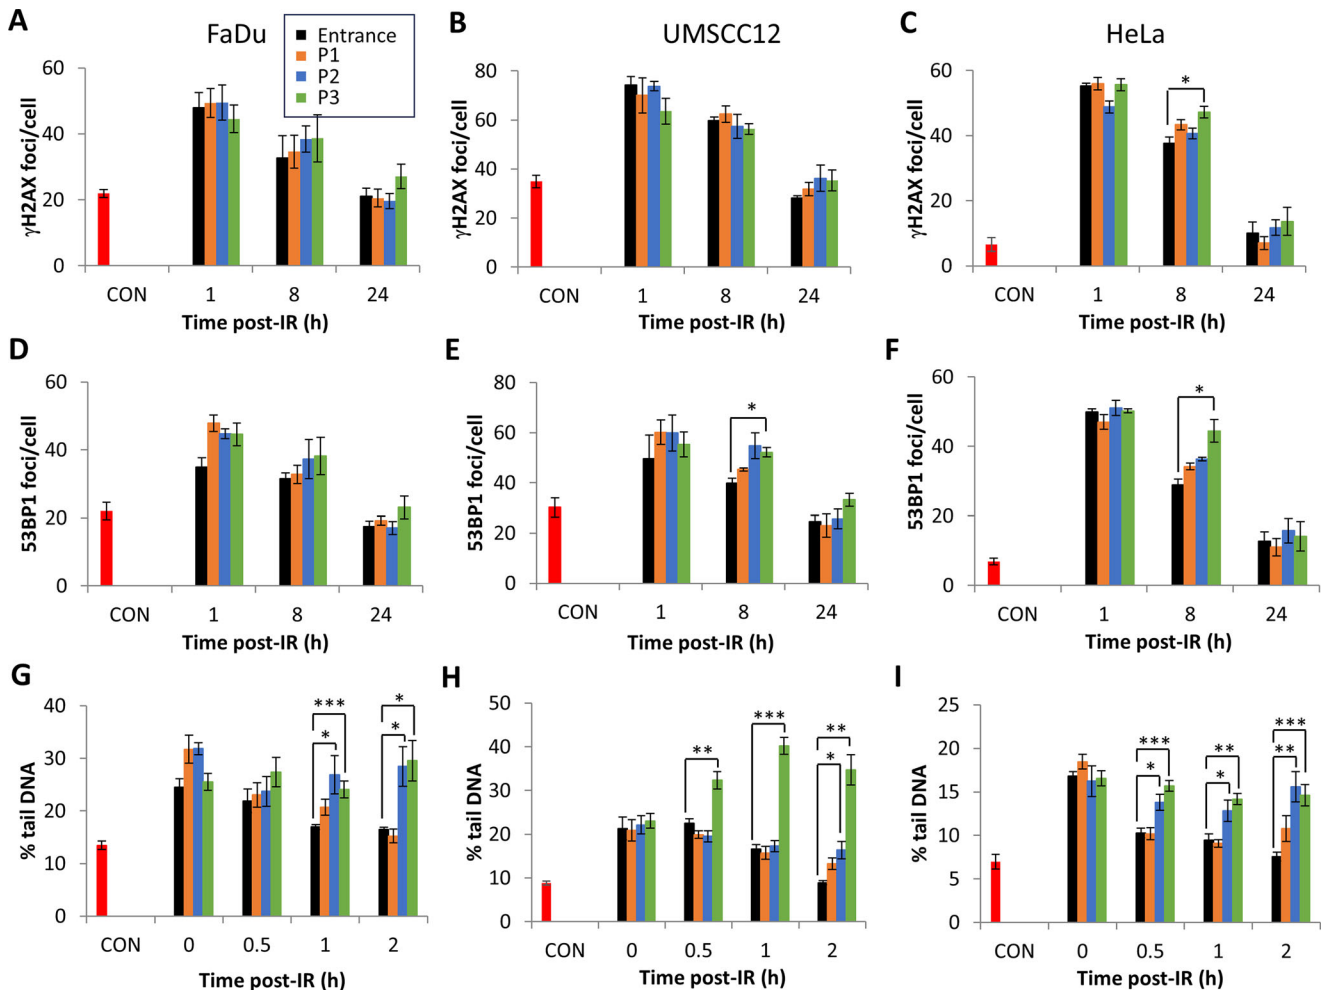 A
FaDu
Entrance
P1
P2
P3
γH2AX foci/cell
60
40
20
0
CON 1 8 24
Time post-IR (h)
B
UMSCC12
γH2AX foci/cell
80
60
40
20
0
CON 1 8 24
Time post-IR (h)
C
HeLa
γH2AX foci/cell
60
50
40
30
20
10
0
*
CON 1 8 24
Time post-IR (h)
D
53BP1 foci/cell
60
40
20
0
CON 1 8 24
Time post-IR (h)
E
53BP1 foci/cell
80
60
40
20
0
*
CON 1 8 24
Time post-IR (h)
F
53BP1 foci/cell
60
40
20
0
*
CON 1 8 24
Time post-IR (h)
G
% tail DNA
40
30
20
10
0
***
*
*
*
CON 0 0.5 1 2
Time post-IR (h)
H
% tail DNA
50
40
30
20
10
0
**
***
**
*
CON 0 0.5 1 2
Time post-IR (h)
I
% tail DNA
25
20
15
10
5
0
***
*
**
*
***
**
CON 0 0.5 1 2
Time post-IR (h)